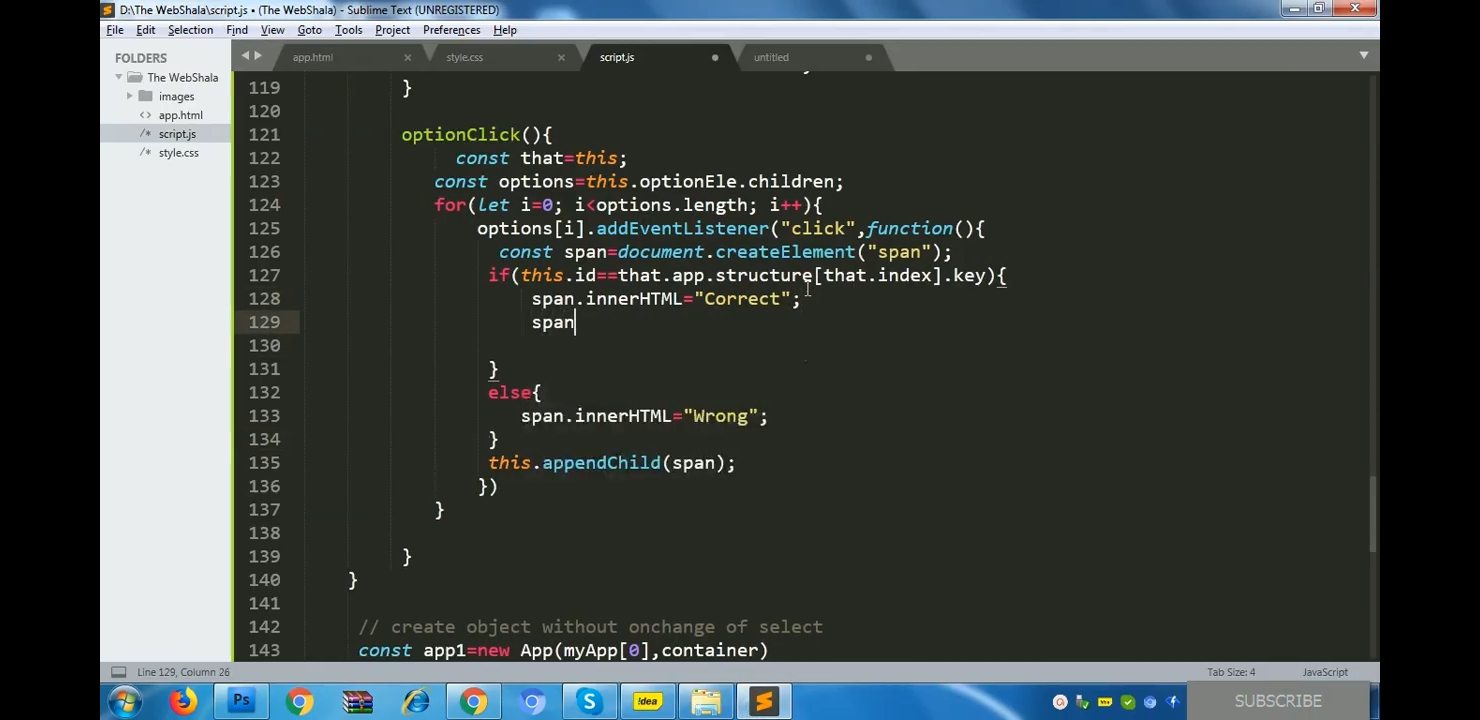 D:\The WebShala\script.js • (The WebShala) - Sublime Text (UNREGISTERED)
File Edit Selection Find View Goto Tools Project Preferences Help
FOLDERS
The WebShala
images
app.html
script.js
style.css
app.html style.css script.js untitled
119 }
120
121 optionClick(){
122 const that=this;
123 const options=this.optionEle.children;
124 for(let i=0; i<options.length; i++){
125 options[i].addEventListener("click",function(){
126 const span=document.createElement("span");
127 if(this.id==that.app.structure[that.index].key){
128 span.innerHTML="Correct";
129 span
130
131 }
132 else{
133 span.innerHTML="Wrong";
134 }
135 this.appendChild(span);
136 })
137 }
138
139 }
140 }
141
142 // create object without onchange of select
143 const app1=new App(myApp[0],container)
Line 129, Column 26 Tab Size: 4 JavaScript
Ps !dea SUBSCRIBE